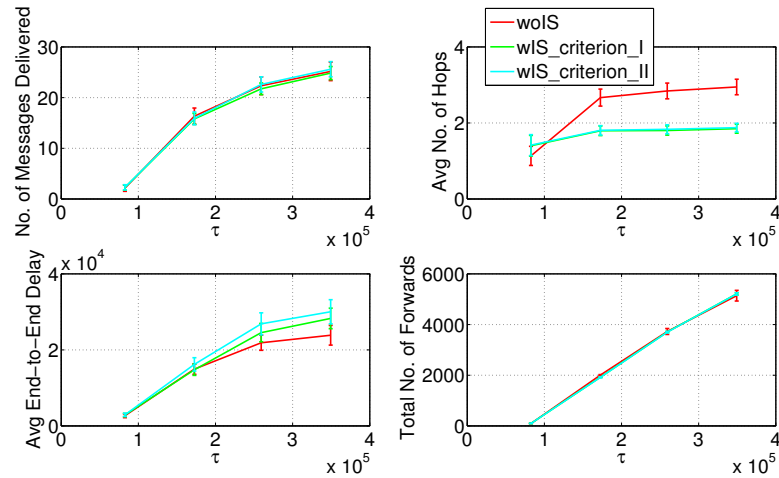 woIS
wIS_criterion_I
wIS_criterion_II
No. of Messages Delivered
30
20
10
0
0 1 2 3 4
τ
x 10^5
Avg No. of Hops
4
2
0
0 1 2 3 4
τ
x 10^5
x 10^4
Avg End-to-End Delay
4
2
0
0 1 2 3 4
τ
x 10^5
Total No. of Forwards
6000
4000
2000
0
0 1 2 3 4
τ
x 10^5